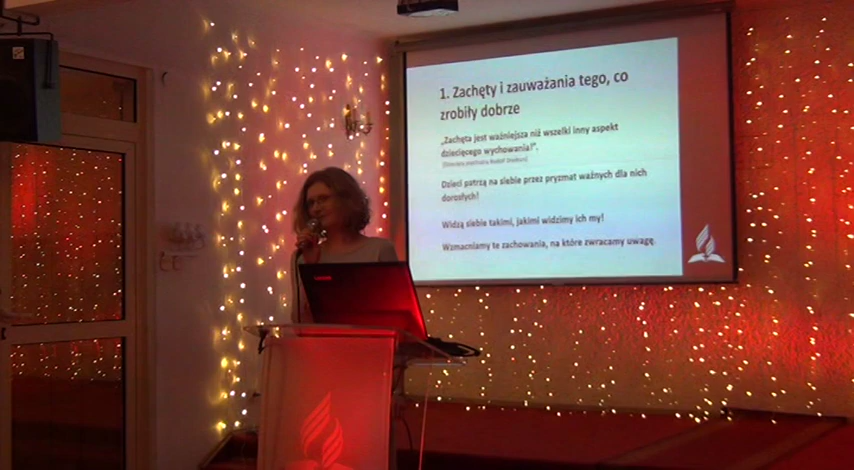 1. Zachęty i zauważania tego, co
zrobiły dobrze
„Zachęta jest ważniejsza niż wszelki inny aspekt
dziecięcego wychowania!”.
Dzieci patrzą na siebie przez pryzmat ważnych dla nich
dorosłych!
Widzą siebie takimi, jakimi widzimy ich my!
Wzmacniamy te zachowania, na które zwracamy uwagę.